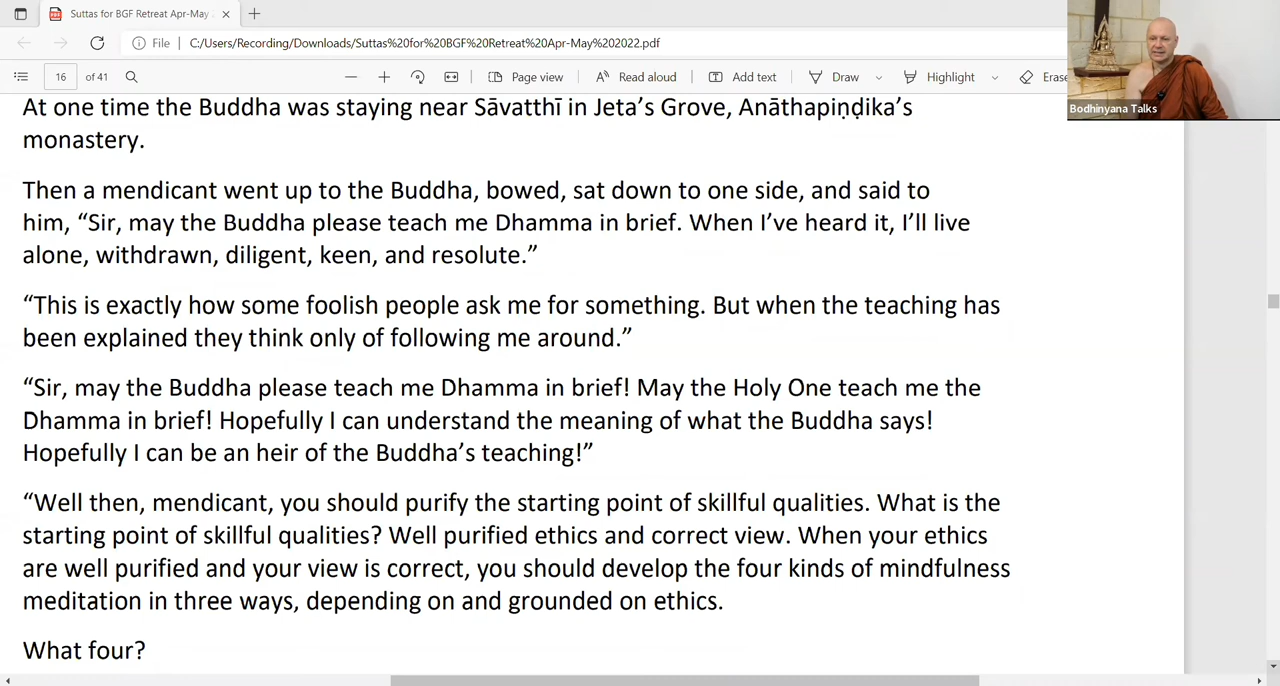 Suttas for BGF Retreat Apr-May
File C:/Users/Recording/Downloads/Suttas%20for%20BGF%20Retreat%20Apr-May%202022.pdf
16 of 41 Page view Read aloud Add text Draw Highlight Erase
Bodhinyana Talks
At one time the Buddha was staying near Sāvatthī in Jeta’s Grove, Anāthapiṇḍika’s
monastery.
Then a mendicant went up to the Buddha, bowed, sat down to one side, and said to
him, “Sir, may the Buddha please teach me Dhamma in brief. When I’ve heard it, I’ll live
alone, withdrawn, diligent, keen, and resolute.”
“This is exactly how some foolish people ask me for something. But when the teaching has
been explained they think only of following me around.”
“Sir, may the Buddha please teach me Dhamma in brief! May the Holy One teach me the
Dhamma in brief! Hopefully I can understand the meaning of what the Buddha says!
Hopefully I can be an heir of the Buddha’s teaching!”
“Well then, mendicant, you should purify the starting point of skillful qualities. What is the
starting point of skillful qualities? Well purified ethics and correct view. When your ethics
are well purified and your view is correct, you should develop the four kinds of mindfulness
meditation in three ways, depending on and grounded on ethics.
What four?